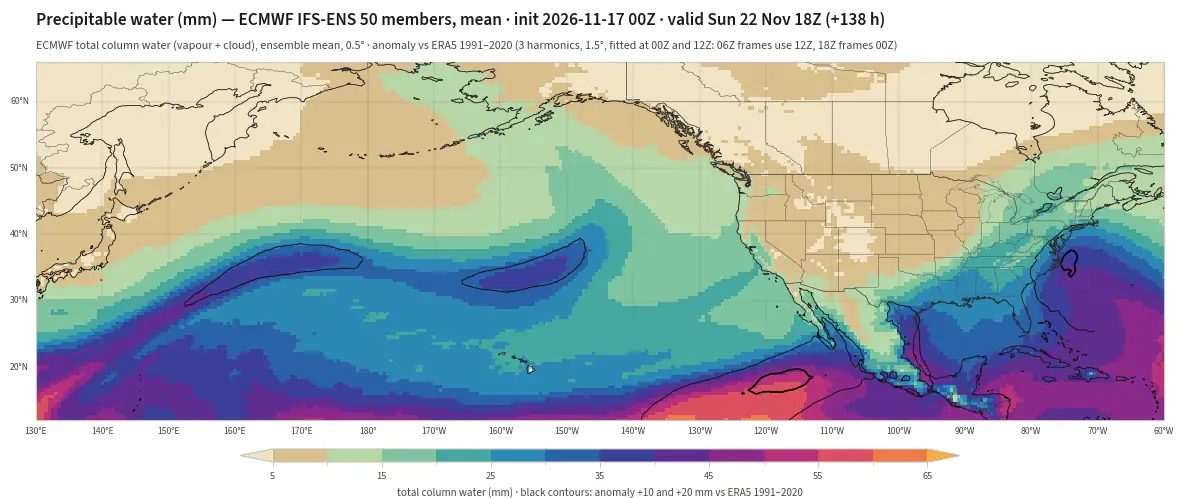 Precipitable water (mm) — ECMWF IFS-ENS 50 members, mean · init 2026-11-17 00Z · valid Sun 22 Nov 18Z (+138 h)
ECMWF total column water (vapour + cloud), ensemble mean, 0.5° · anomaly vs ERA5 1991–2020 (3 harmonics, 1.5°, fitted at 00Z and 12Z: 06Z frames use 12Z, 18Z frames 00Z)
60°N
50°N
40°N
30°N
20°N
130°E 140°E 150°E 160°E 170°E 180° 170°W 160°W 150°W 140°W 130°W 120°W 110°W 100°W 90°W 80°W 70°W 60°W
5 15 25 35 45 55 65
total column water (mm) · black contours: anomaly +10 and +20 mm vs ERA5 1991–2020